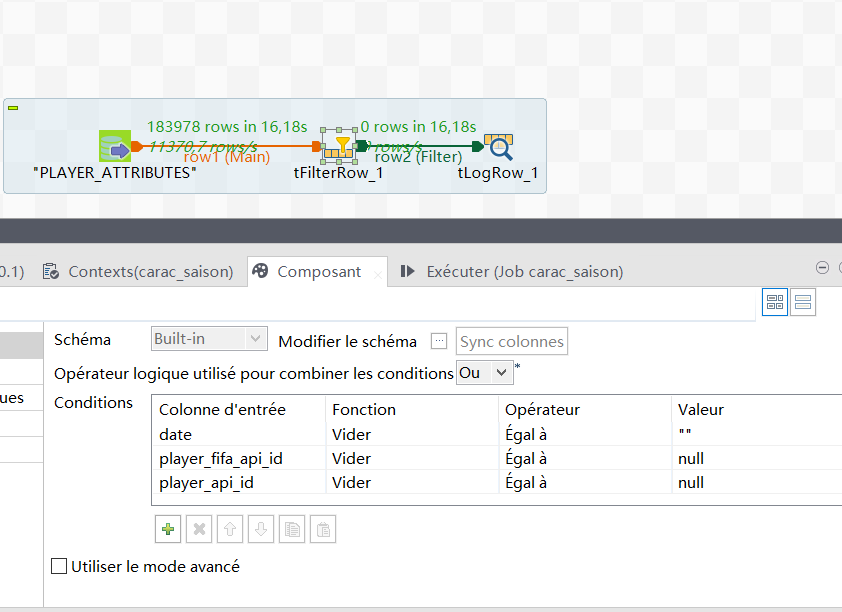 183978 rows in 16,18s
0 rows in 16,18s
11370,7 rows/s
rows/s
row1 (Main)
row2 (Filter)
"PLAYER_ATTRIBUTES"
tFilterRow_1
tLogRow_1
0.1)
Contexts(carac_saison)
Composant
Exécuter (Job carac_saison)
Schéma
Built-in
Modifier le schéma
...
Sync colonnes
Opérateur logique utilisé pour combiner les conditions
Ou
*
ues
Conditions
Colonne d'entrée Fonction Opérateur Valeur
date Vider Égal à ""
player_fifa_api_id Vider Égal à null
player_api_id Vider Égal à null
Utiliser le mode avancé